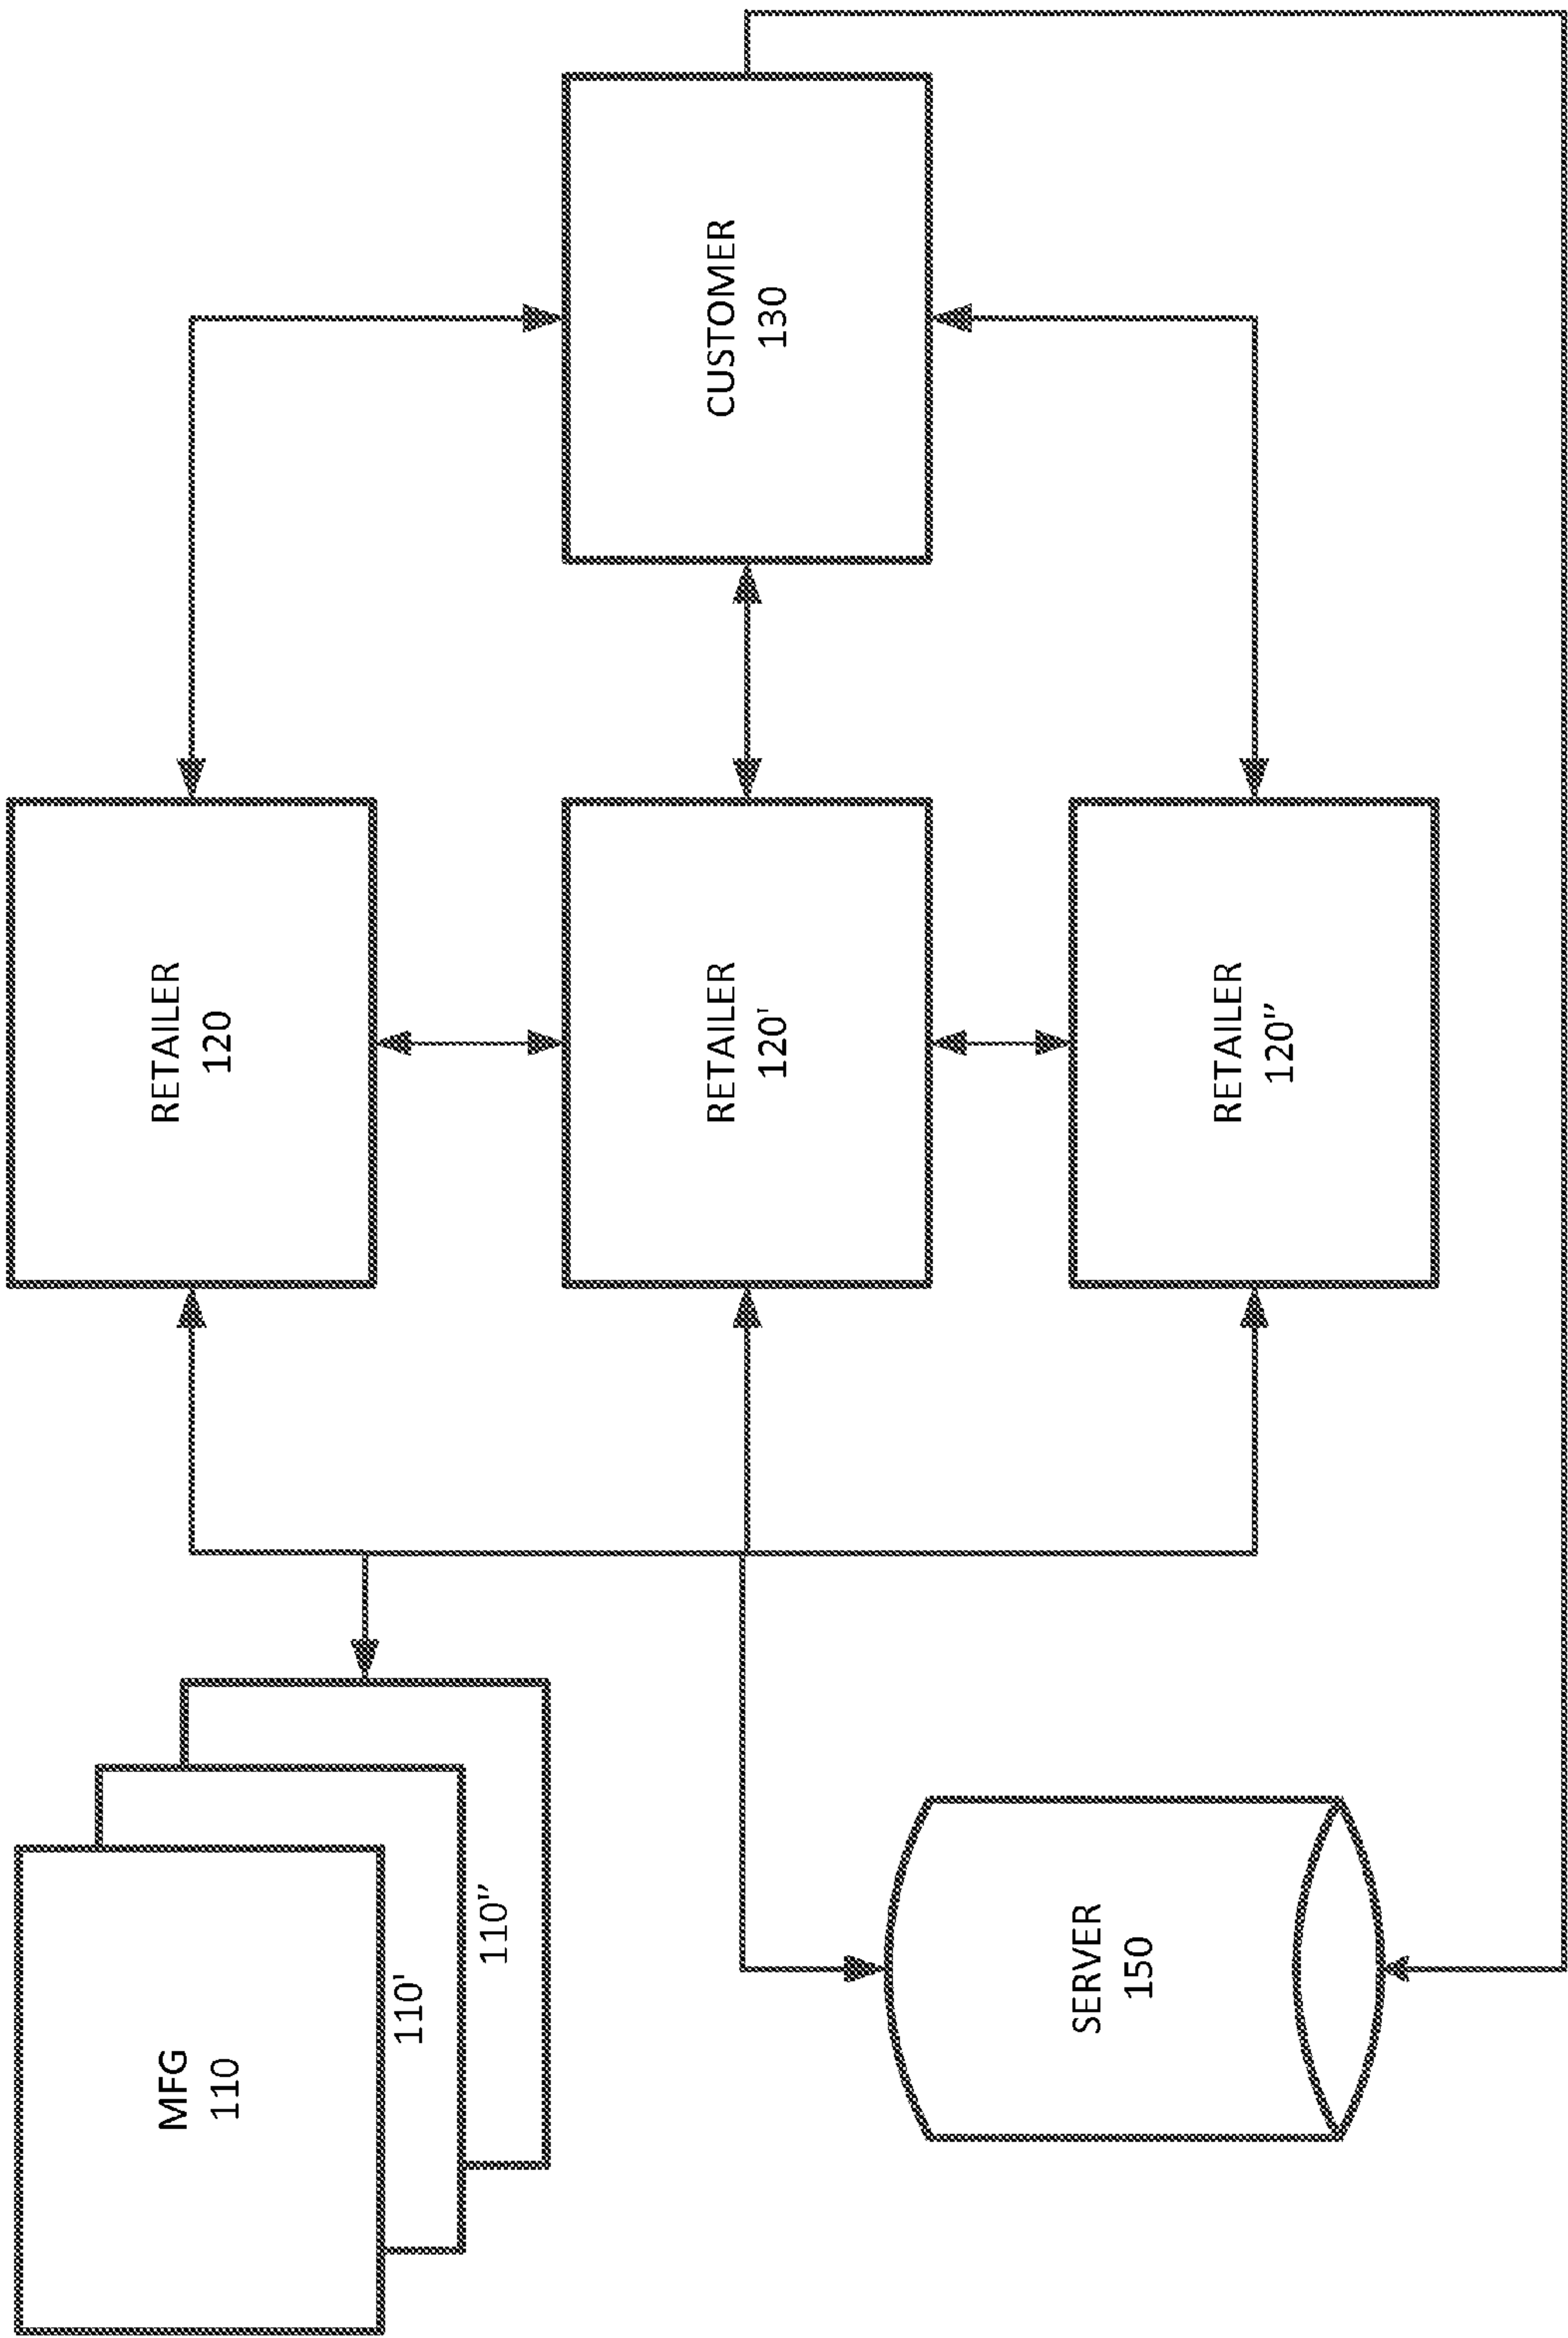 MFG
110
110'
110"
RETAILER
120
RETAILER
120'
RETAILER
120"
CUSTOMER
130
SERVER
150